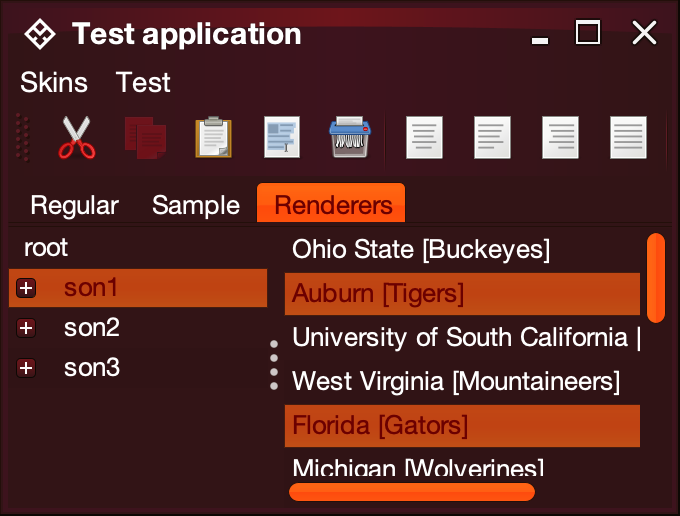 Test application
Skins Test
Regular Sample Renderers
root
son1
son2
son3
Ohio State [Buckeyes]
Auburn [Tigers]
University of South California [
West Virginia [Mountaineers]
Florida [Gators]
Michigan [Wolverines]